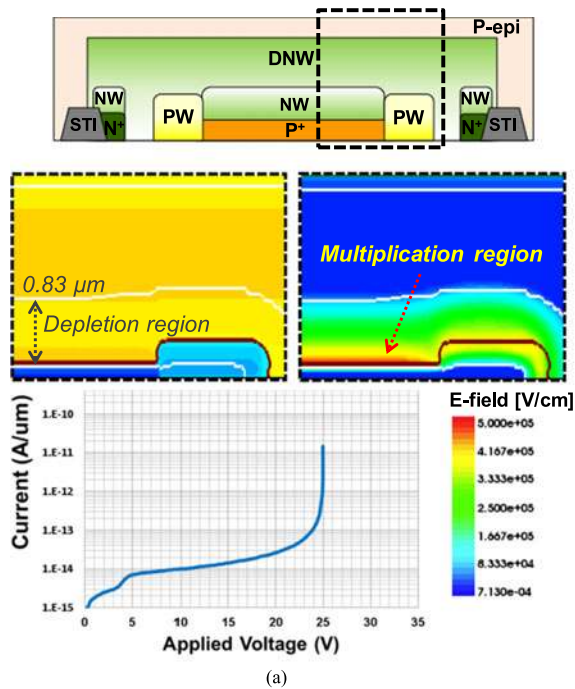 P-epi
DNW
NW PW NW PW NW
STI N+ P+ N+ STI
0.83 μm
Depletion region
Multiplication region
E-field [V/cm]
5.000e+05
4.167e+05
3.333e+05
2.500e+05
1.667e+05
8.333e+04
7.130e-04
Current (A/um)
1.E-10
1.E-11
1.E-12
1.E-13
1.E-14
1.E-15
0 5 10 15 20 25 30 35
Applied Voltage (V)
(a)